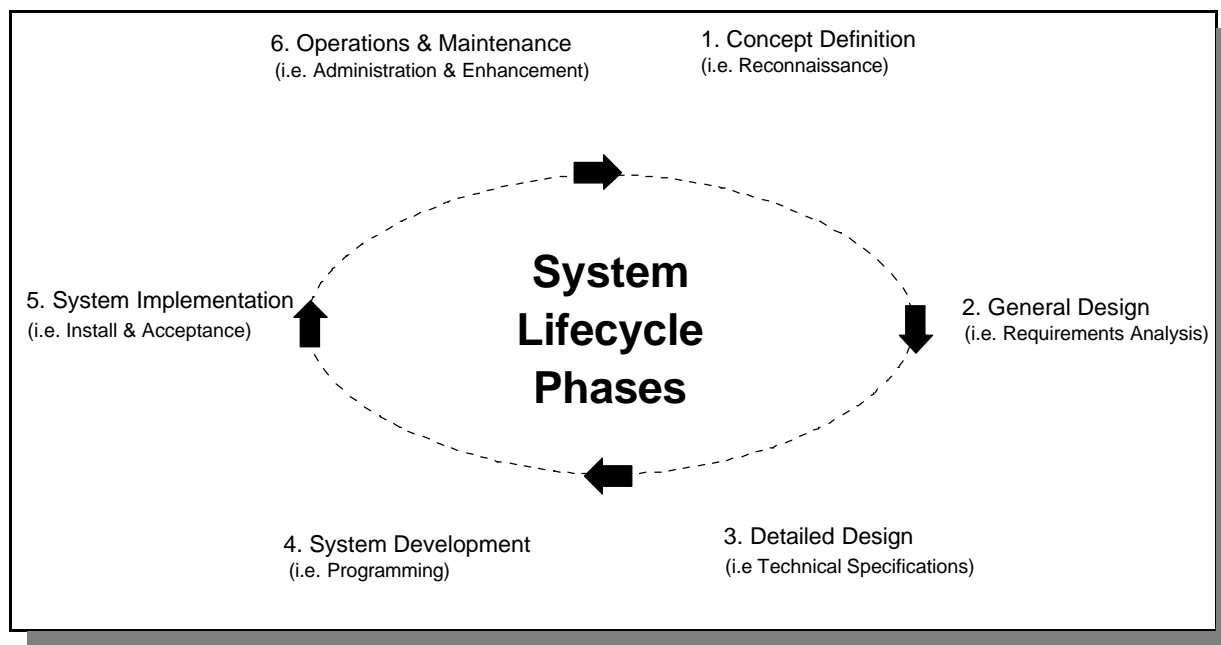 6. Operations & Maintenance
(i.e. Administration & Enhancement)
1. Concept Definition
(i.e. Reconnaissance)
System
Lifecycle
Phases
5. System Implementation
(i.e. Install & Acceptance)
2. General Design
(i.e. Requirements Analysis)
4. System Development
(i.e. Programming)
3. Detailed Design
(i.e Technical Specifications)